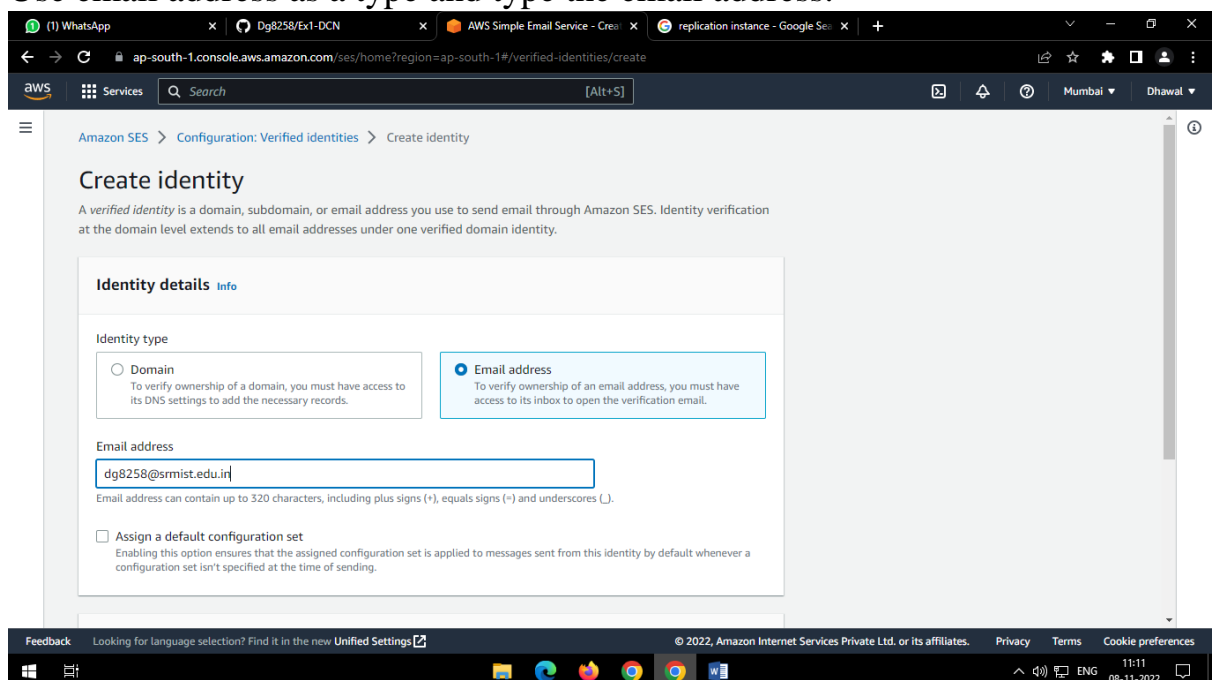 Use email address as a type and type the email address.
(1) WhatsApp
Dg8258/Ex1-DCN
AWS Simple Email Service - Creat
replication instance - Google Sea
ap-south-1.console.aws.amazon.com/ses/home?region=ap-south-1#/verified-identities/create
aws
Services
Search
[Alt+S]
Mumbai
Dhawal
Amazon SES > Configuration: Verified identities > Create identity
Create identity
A verified identity is a domain, subdomain, or email address you use to send email through Amazon SES. Identity verification
at the domain level extends to all email addresses under one verified domain identity.
Identity details Info
Identity type
Domain
To verify ownership of a domain, you must have access to
its DNS settings to add the necessary records.
Email address
To verify ownership of an email address, you must have
access to its inbox to open the verification email.
Email address
dg8258@srmist.edu.in
Email address can contain up to 320 characters, including plus signs (+), equals signs (=) and underscores (_).
Assign a default configuration set
Enabling this option ensures that the assigned configuration set is applied to messages sent from this identity by default whenever a
configuration set isn't specified at the time of sending.
Feedback
Looking for language selection? Find it in the new Unified Settings
© 2022, Amazon Internet Services Private Ltd. or its affiliates.
Privacy
Terms
Cookie preferences
ENG
11:11
08-11-2022